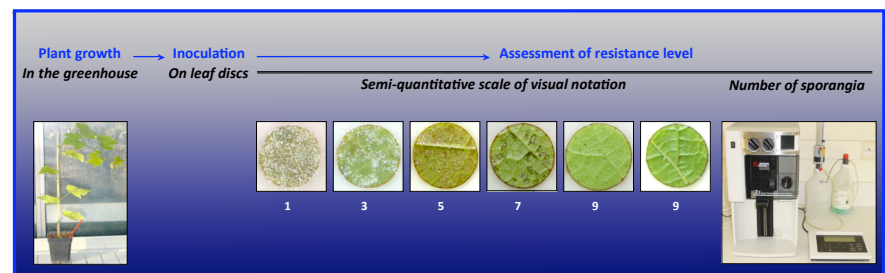 Plant growth
Inoculation
Assessment of resistance level
In the greenhouse
On leaf discs
Semi-quantitative scale of visual notation
Number of sporangia
1
3
5
7
9
9